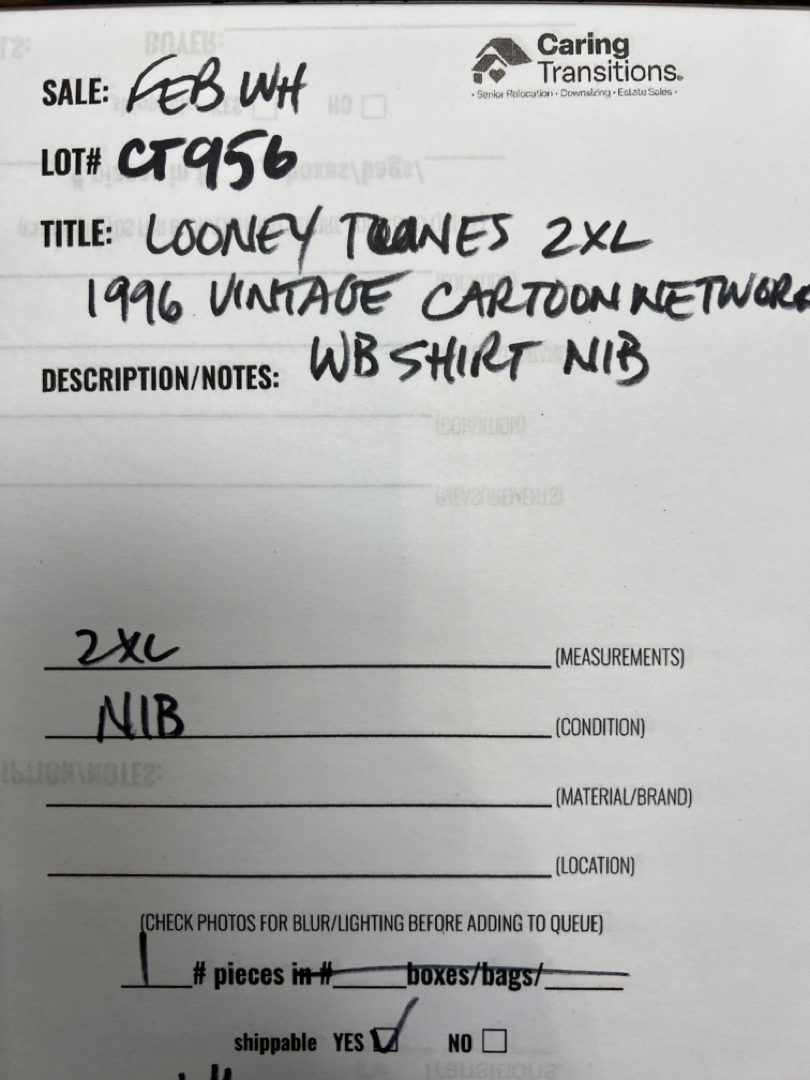 Caring
Transitions®
• Senior Relocation • Downsizing • Estate Sales •
SALE: FEB WH
LOT# CT956
TITLE: LOONEY TUNES 2XL
1996 VINTAGE CARTOON NETWORK
WB SHIRT NIB
DESCRIPTION/NOTES:
2XL (MEASUREMENTS)
NIB (CONDITION)
(MATERIAL/BRAND)
(LOCATION)
(CHECK PHOTOS FOR BLUR/LIGHTING BEFORE ADDING TO QUEUE)
1 # pieces in # boxes/bags/
shippable YES ☑ NO ☐